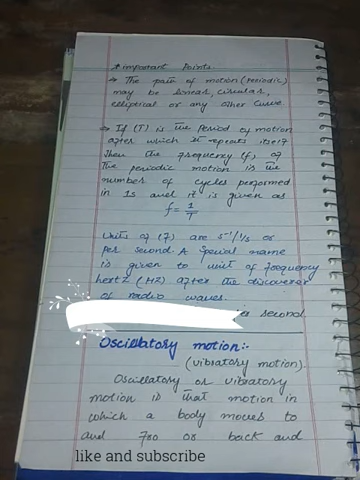 * important Points.
→ The path of motion (Periodic)
may be linear, circular,
elliptical or any other curve.
⇒ If (T) is the period of motion
after which it repeats itself
then the frequency (f) of
the periodic motion is the
number of cycles performed
in 1s and it is given as
f = 1/T
Units of (f) are s⁻¹/1/s or
per second. A special name
is given to unit of frequency
hertz (HZ) after the discoverer
of radio waves.
second
Oscillatory motion:-
(vibratory motion).
Oscillatory or vibratory
motion is that motion in
which a body moves to
and fro or back and
like and subscribe